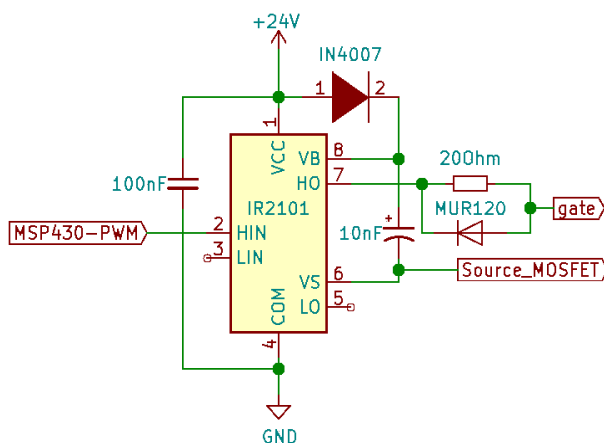 +24V
IN4007
1
2
1
VCC
VB
8
HO
7
20Ohm
100nF
IR2101
MUR120
gate
MSP430-PWM
2
HIN
10nF
+
3
LIN
VS
6
Source_MOSFET
COM
LO
5
4
GND